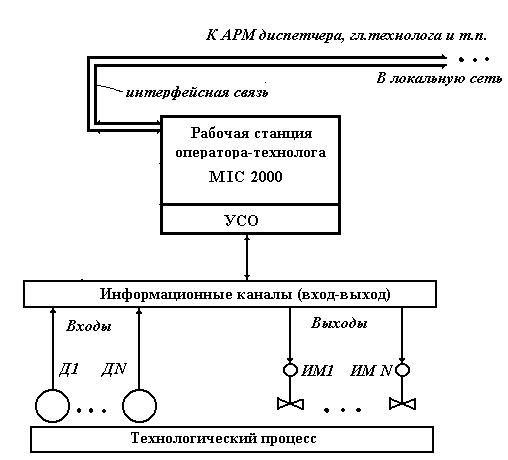 К АРМ диспетчера, гл.технолога и т.п.
В локальную сеть
интерфейсная связь
Рабочая станция
оператора-технолога
MIC 2000
УСО
Информационные каналы (вход-выход)
Входы
Выходы
Д1 ДN ИМ1 ИМ N
Технологический процесс